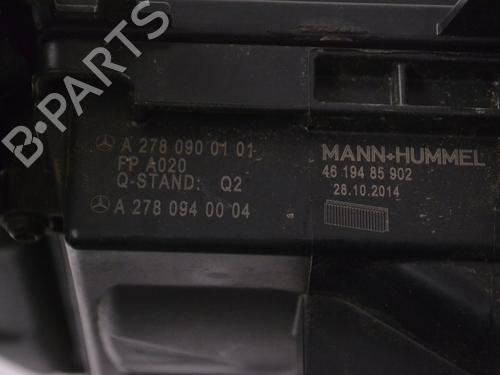 B-PARTS
A 278 090 01 01
FP A020
Q-STAND: Q2
A 278 094 00 04
MANN+HUMMEL
46 194 85 902
28.10.2014